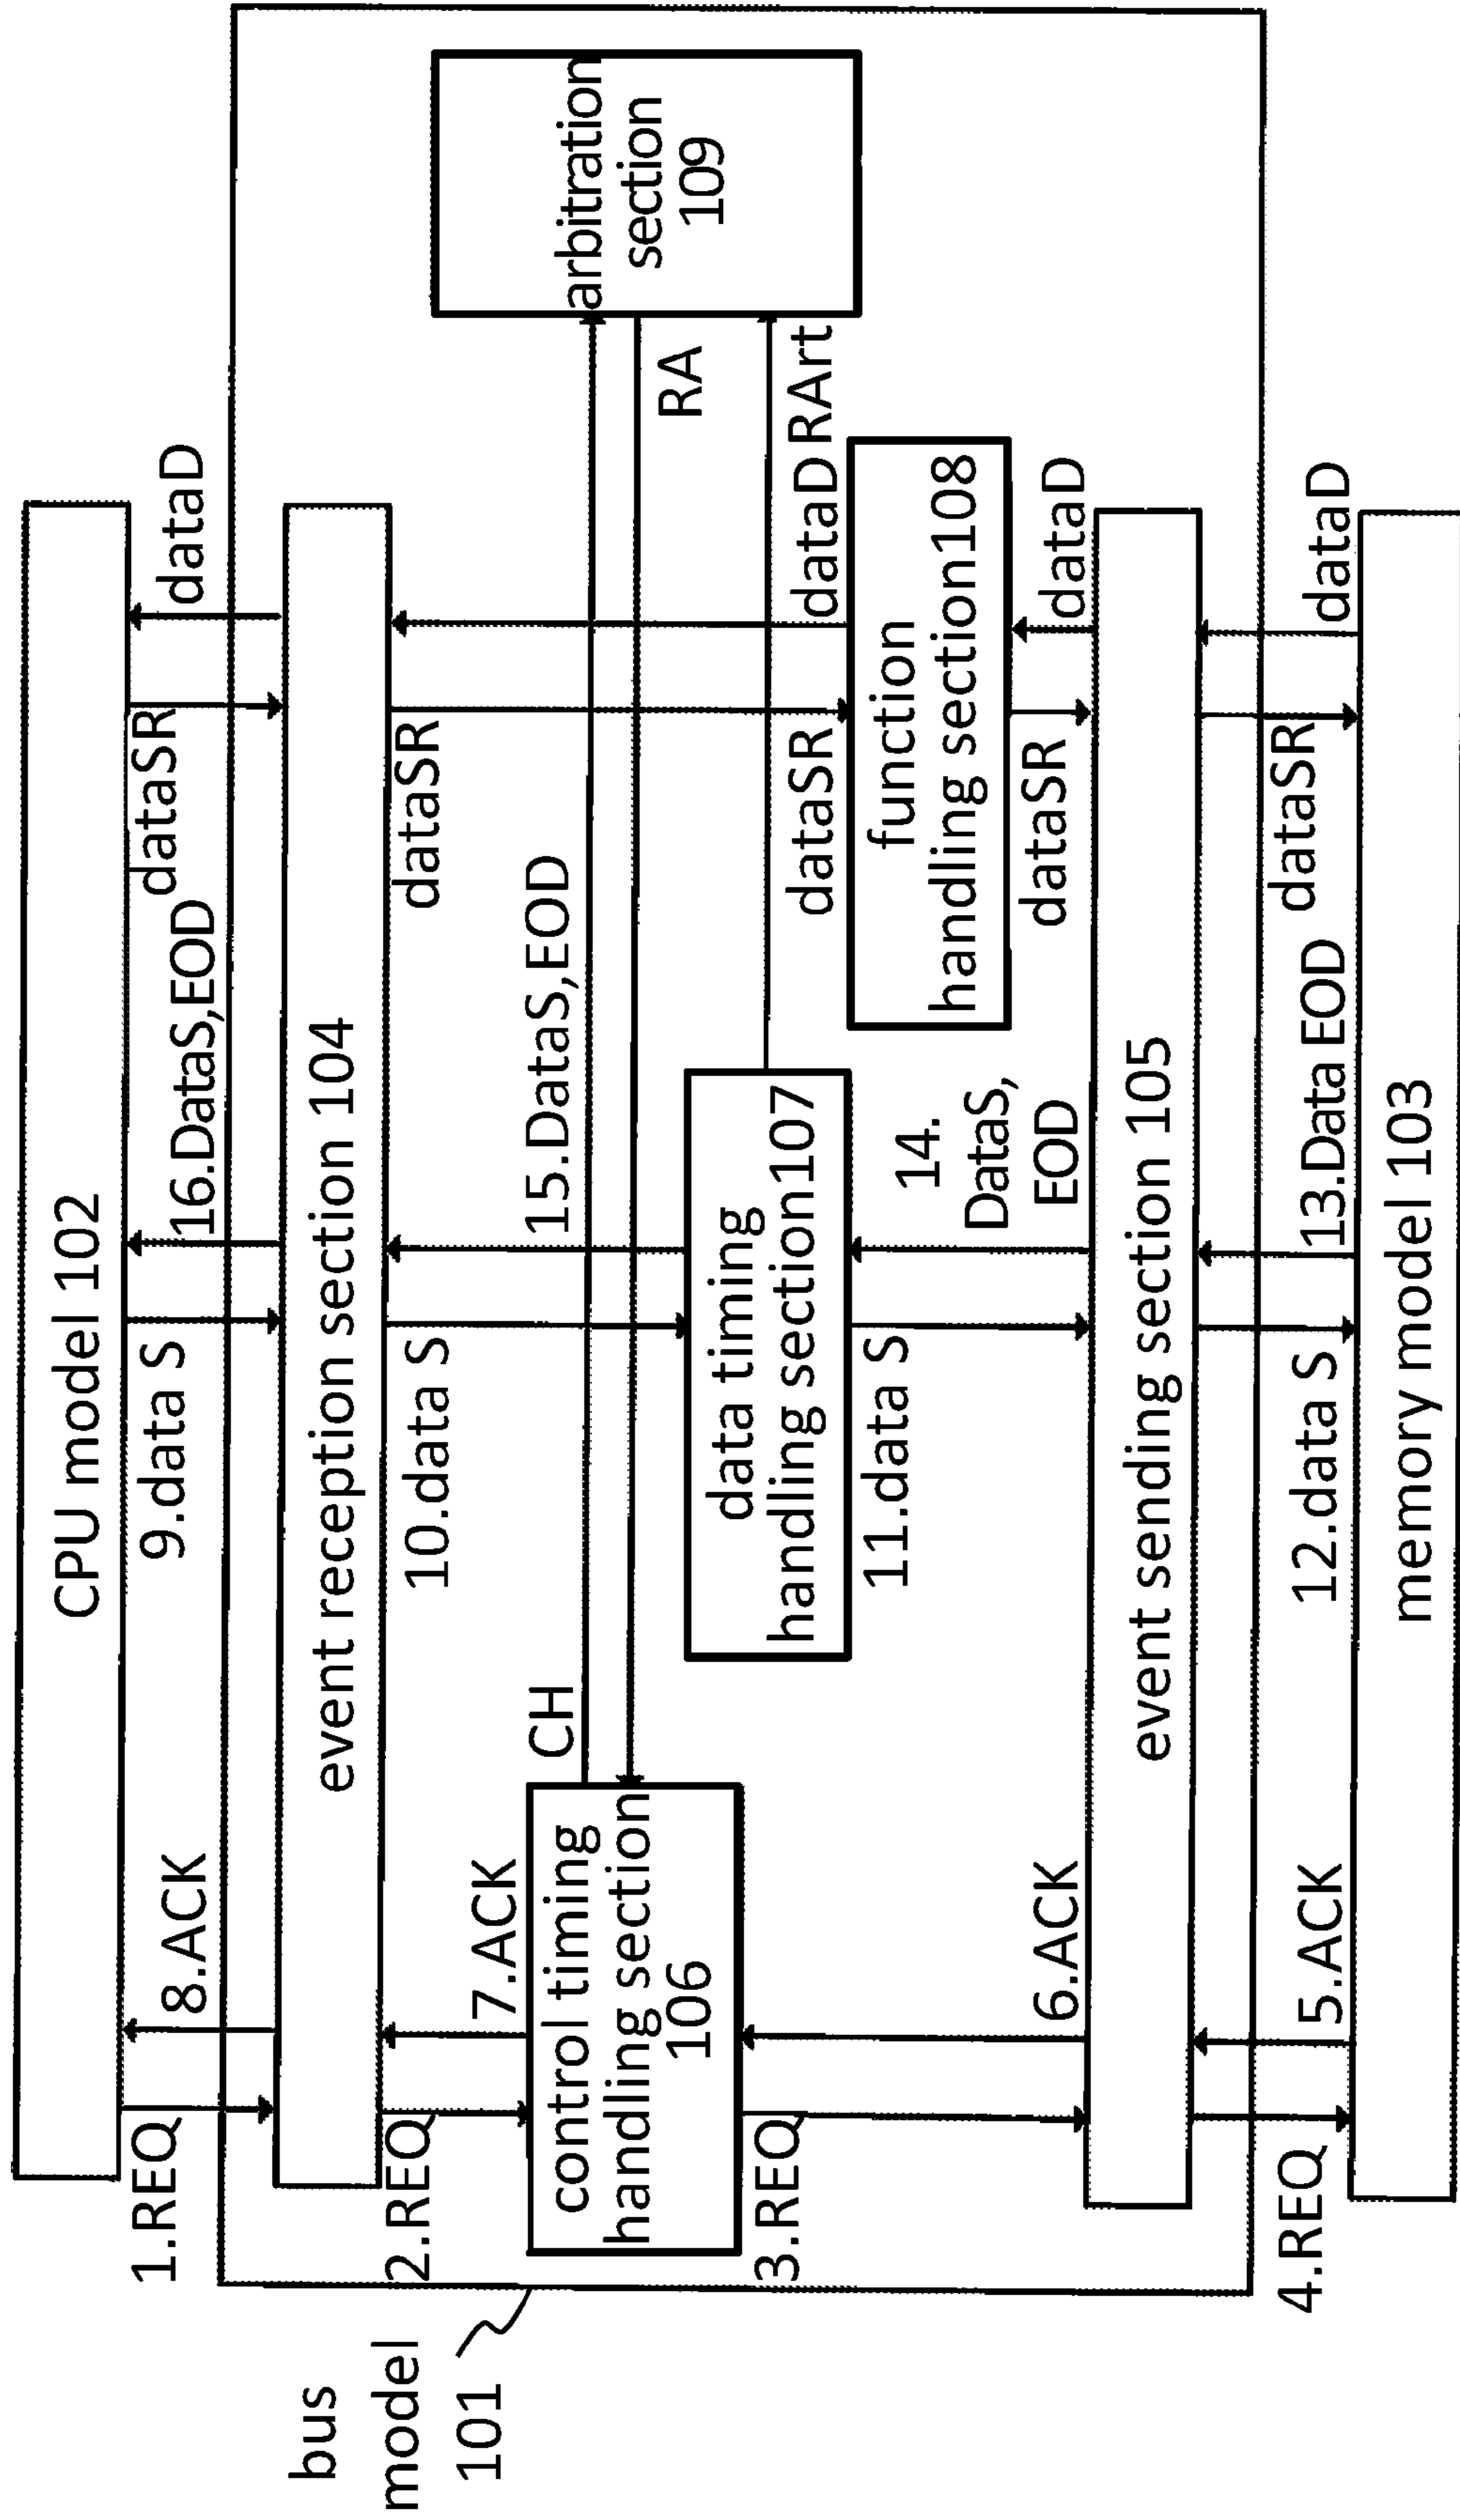 CPU model 102
1.REQ
8.ACK
9.data S
16.DataS,EOD
dataSR
dataD
bus
model
101
event reception section 104
2.REQ
7.ACK
10.data S
15.DataS,EOD
dataSR
dataD
RArt
CH
RA
control timing
handling section
106
data timing
handling section107
dataSR
function
handling section108
arbitration
section
109
3.REQ
6.ACK
11.data S
14.
DataS,
EOD
dataSR
dataD
event sending section 105
4.REQ
5.ACK
12.data S
13.Data EOD
dataSR
dataD
memory model 103